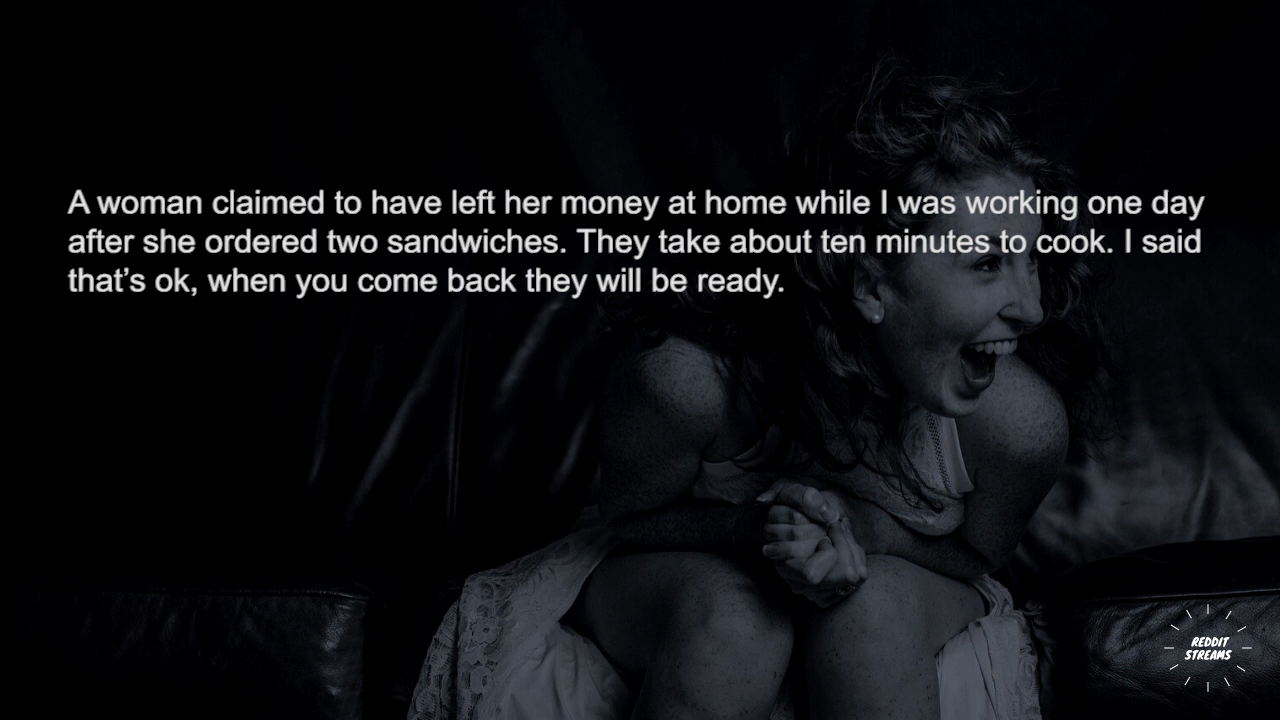 A woman claimed to have left her money at home while I was working one day
after she ordered two sandwiches. They take about ten minutes to cook. I said
that’s ok, when you come back they will be ready.
REDDIT
STREAMS